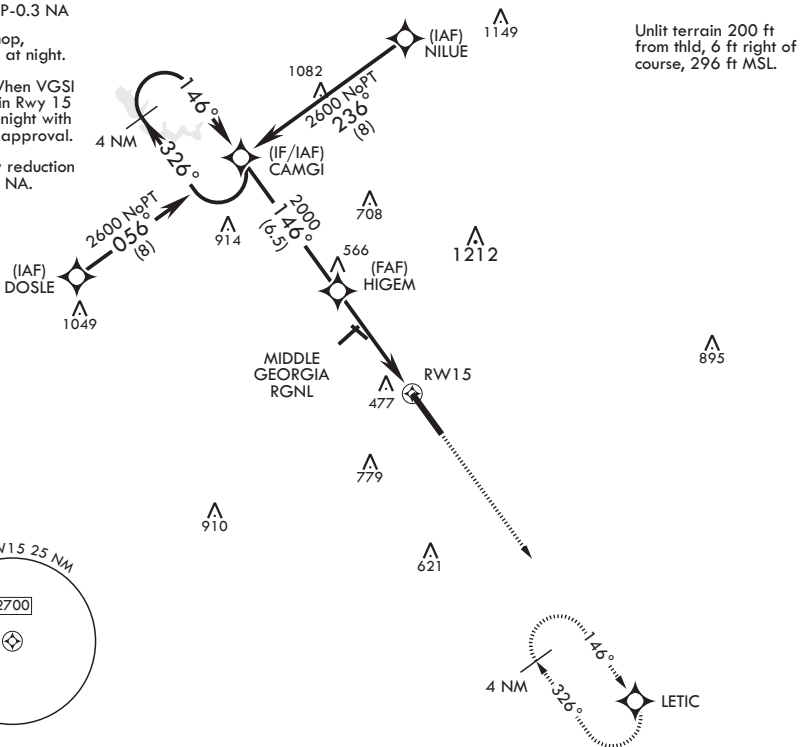 P-0.3 NA
at night.
When VGSI
in Rwy 15
night with
approval.
reduction
NA.
Unlit terrain 200 ft
from thld, 6 ft right of
course, 296 ft MSL.
(IAF)
NILUE
1149
1082
2600 NoPT
236°
(8)
146°
4 NM
326°
(IF/IAF)
CAMGI
2600 NoPT
056°
(8)
914
2000
146°
(6.5)
708
1212
(IAF)
DOSLE
1049
566
(FAF)
HIGEM
895
MIDDLE
GEORGIA
RGNL
477
RW15
779
910
621
W15 25 NM
2700
146°
4 NM
326°
LETIC